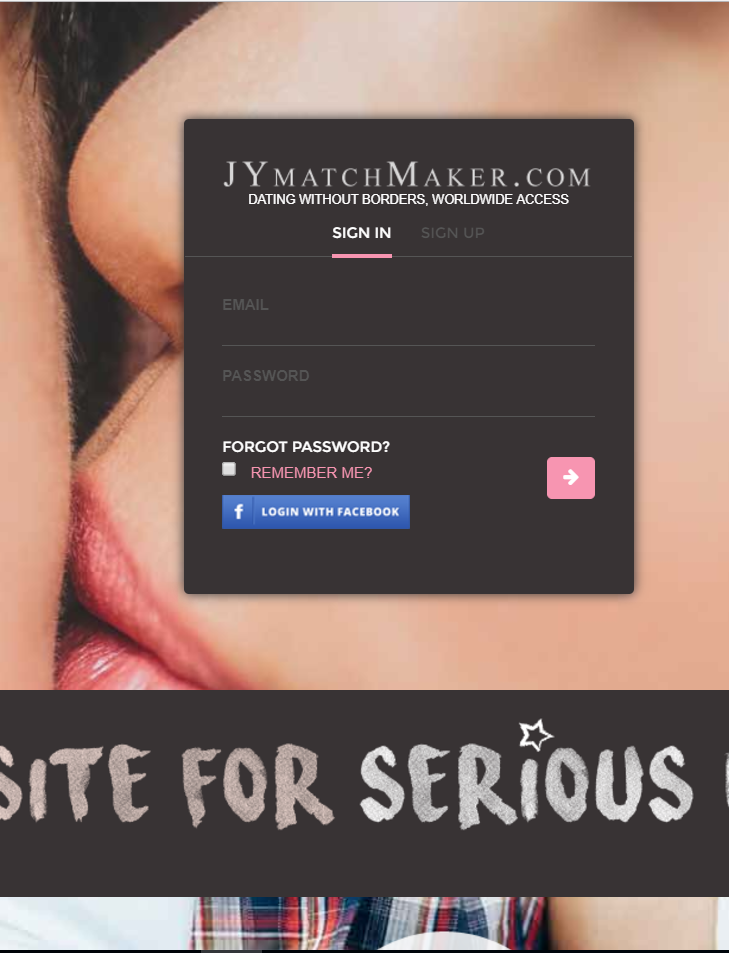 JYMATCHMAKER.COM
DATING WITHOUT BORDERS, WORLDWIDE ACCESS
SIGN IN SIGN UP
EMAIL
PASSWORD
FORGOT PASSWORD?
REMEMBER ME?
f LOGIN WITH FACEBOOK
SITE FOR SERIOUS